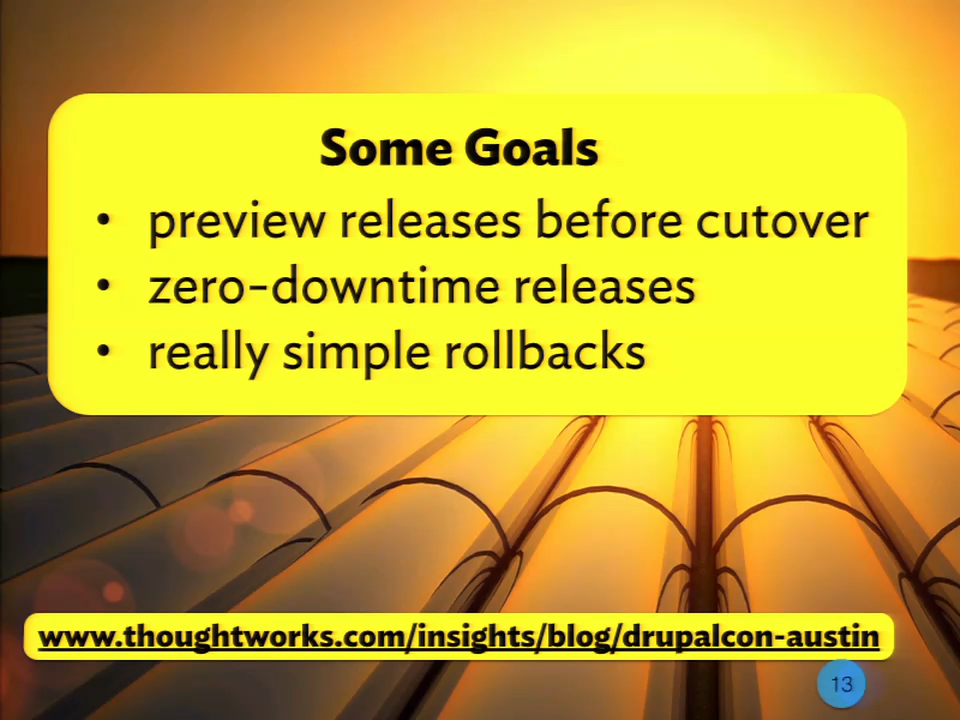 Some Goals
• preview releases before cutover
• zero-downtime releases
• really simple rollbacks
www.thoughtworks.com/insights/blog/drupalcon-austin
13